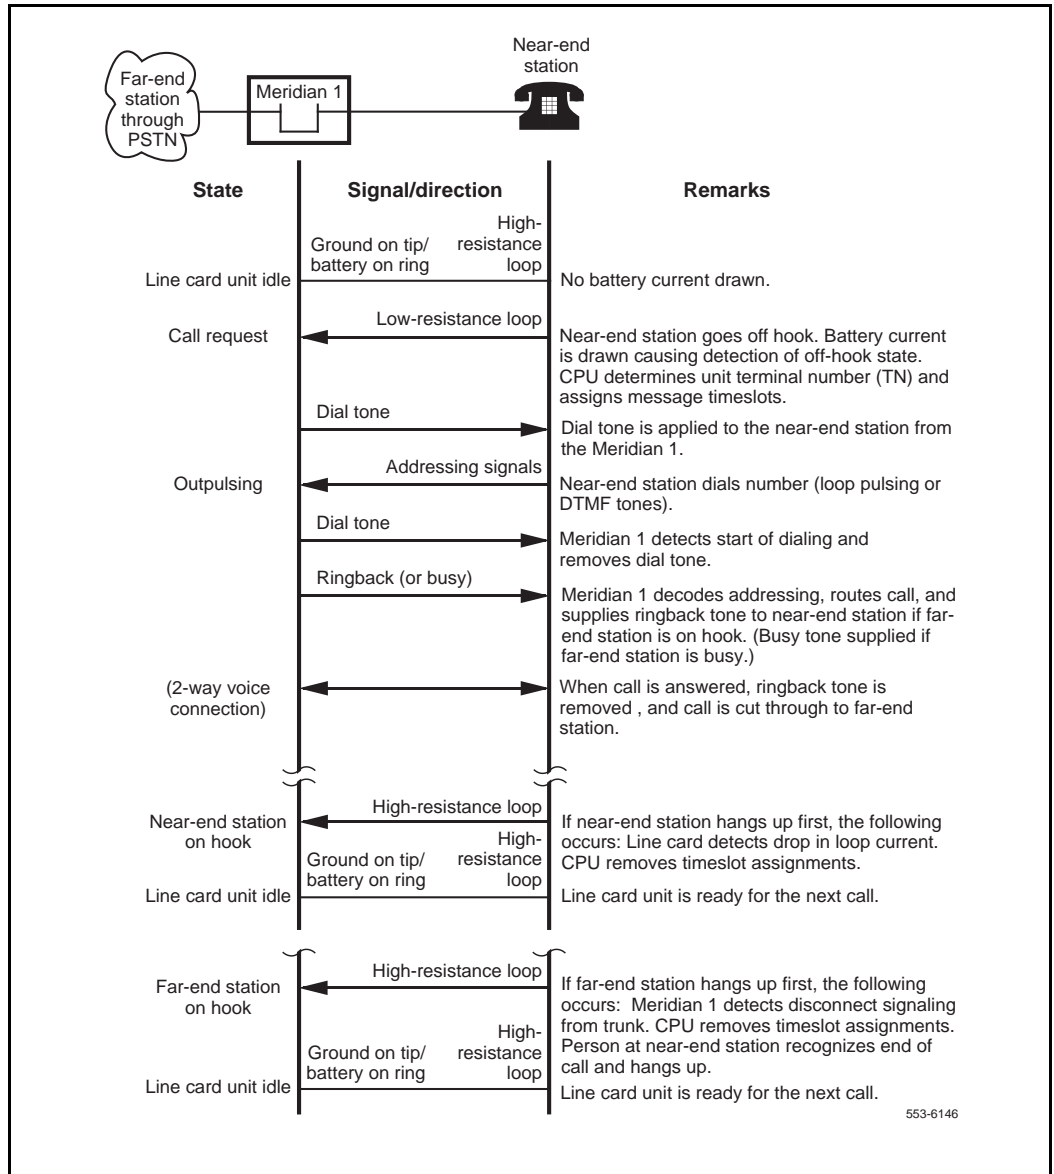 Near-end
station
Far-end
station
through
PSTN
Meridian 1
State
Signal/direction
Remarks
High-
resistance
loop
Ground on tip/
battery on ring
Line card unit idle
No battery current drawn.
Low-resistance loop
Call request
Near-end station goes off hook. Battery current
is drawn causing detection of off-hook state.
CPU determines unit terminal number (TN) and
assigns message timeslots.
Dial tone
Dial tone is applied to the near-end station from
the Meridian 1.
Addressing signals
Outpulsing
Near-end station dials number (loop pulsing or
DTMF tones).
Dial tone
Meridian 1 detects start of dialing and
removes dial tone.
Ringback (or busy)
Meridian 1 decodes addressing, routes call, and
supplies ringback tone to near-end station if far-
end station is on hook. (Busy tone supplied if
far-end station is busy.)
(2-way voice
connection)
When call is answered, ringback tone is
removed , and call is cut through to far-end
station.
High-resistance loop
Near-end station
on hook
If near-end station hangs up first, the following
occurs: Line card detects drop in loop current.
CPU removes timeslot assignments.
High-
resistance
loop
Ground on tip/
battery on ring
Line card unit idle
Line card unit is ready for the next call.
High-resistance loop
Far-end station
on hook
If far-end station hangs up first, the following
occurs:  Meridian 1 detects disconnect signaling
from trunk. CPU removes timeslot assignments.
Person at near-end station recognizes end of
call and hangs up.
High-
resistance
loop
Ground on tip/
battery on ring
Line card unit idle
Line card unit is ready for the next call.
553-6146